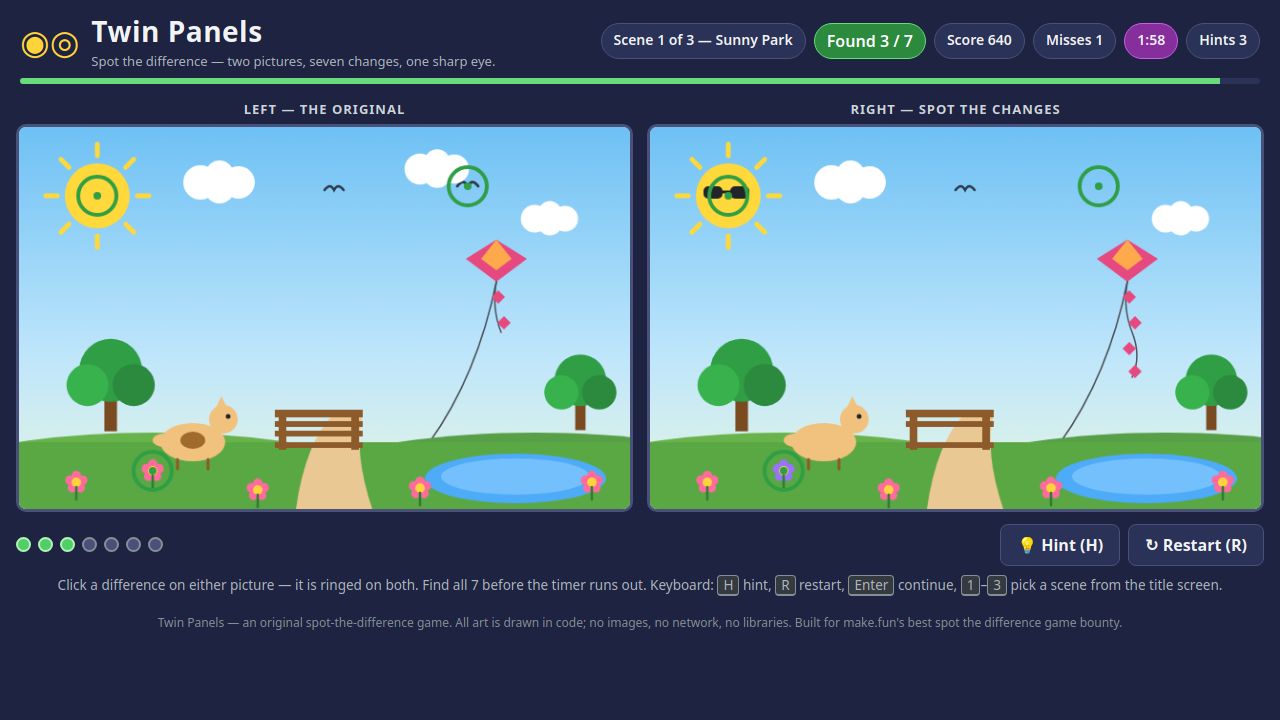 Twin Panels
Spot the difference — two pictures, seven changes, one sharp eye.
Scene 1 of 3 — Sunny Park
Found 3 / 7
Score 640
Misses 1
1:58
Hints 3
LEFT — THE ORIGINAL
RIGHT — SPOT THE CHANGES
💡 Hint (H)
↻ Restart (R)
Click a difference on either picture — it is ringed on both. Find all 7 before the timer runs out. Keyboard: H hint, R restart, Enter continue, 1–3 pick a scene from the title screen.
Twin Panels — an original spot-the-difference game. All art is drawn in code; no images, no network, no libraries. Built for make.fun's best spot the difference game bounty.